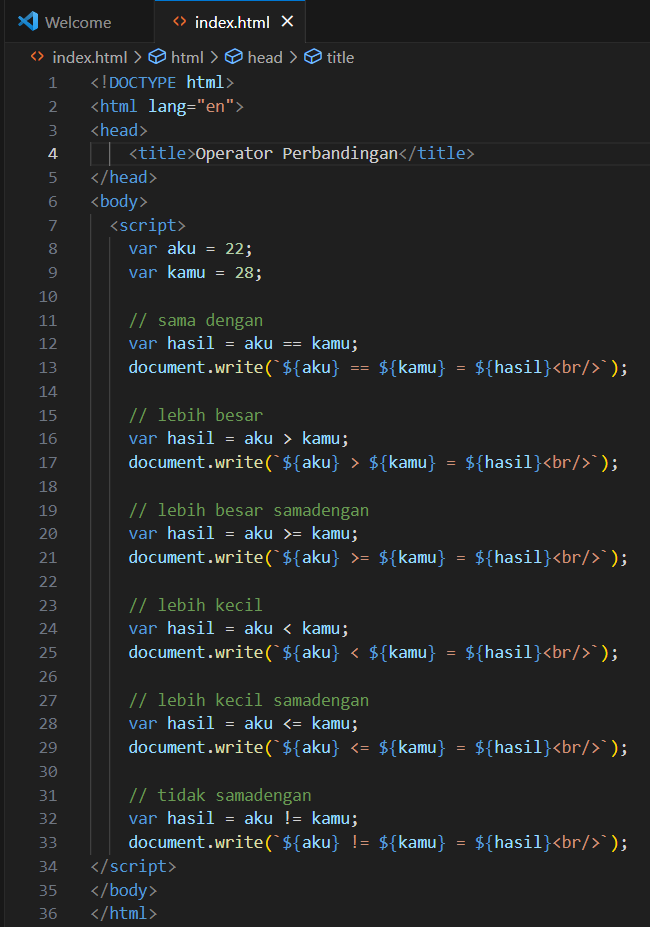 Welcome
<> index.html ×
<> index.html > html > head > title
1 <!DOCTYPE html>
2 <html lang="en">
3 <head>
4     <title>Operator Perbandingan</title>
5 </head>
6 <body>
7   <script>
8     var aku = 22;
9     var kamu = 28;
10
11     // sama dengan
12     var hasil = aku == kamu;
13     document.write(`${aku} == ${kamu} = ${hasil}<br/>`);
14
15     // lebih besar
16     var hasil = aku > kamu;
17     document.write(`${aku} > ${kamu} = ${hasil}<br/>`);
18
19     // lebih besar samadengan
20     var hasil = aku >= kamu;
21     document.write(`${aku} >= ${kamu} = ${hasil}<br/>`);
22
23     // lebih kecil
24     var hasil = aku < kamu;
25     document.write(`${aku} < ${kamu} = ${hasil}<br/>`);
26
27     // lebih kecil samadengan
28     var hasil = aku <= kamu;
29     document.write(`${aku} <= ${kamu} = ${hasil}<br/>`);
30
31     // tidak samadengan
32     var hasil = aku != kamu;
33     document.write(`${aku} != ${kamu} = ${hasil}<br/>`);
34 </script>
35 </body>
36 </html>